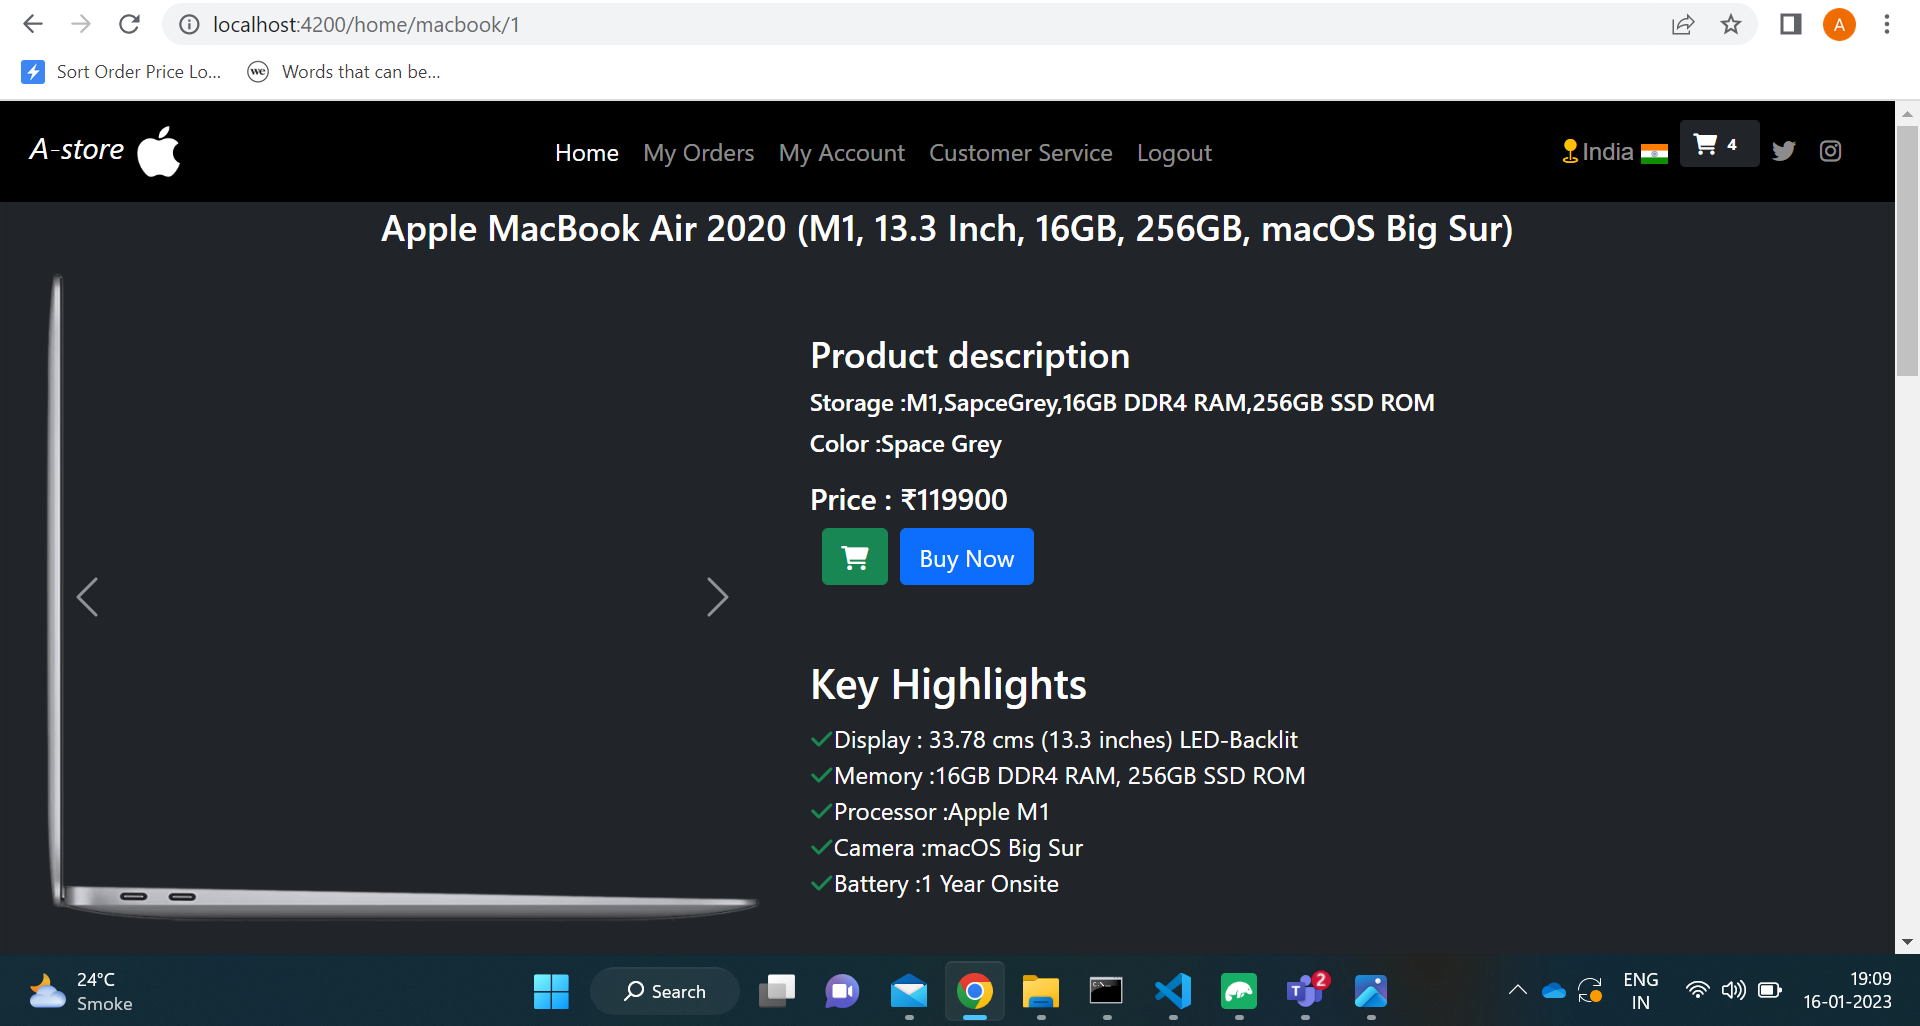 localhost:4200/home/macbook/1
A
Sort Order Price Lo...
we Words that can be...
A-store
Home My Orders My Account Customer Service Logout
India 4
Apple MacBook Air 2020 (M1, 13.3 Inch, 16GB, 256GB, macOS Big Sur)
Product description
Storage :M1,SapceGrey,16GB DDR4 RAM,256GB SSD ROM
Color :Space Grey
Price : ₹119900
Buy Now
Key Highlights
Display : 33.78 cms (13.3 inches) LED-Backlit
Memory :16GB DDR4 RAM, 256GB SSD ROM
Processor :Apple M1
Camera :macOS Big Sur
Battery :1 Year Onsite
24°C
Smoke
Search
C:\_
T 2
ENG
IN
19:09
16-01-2023